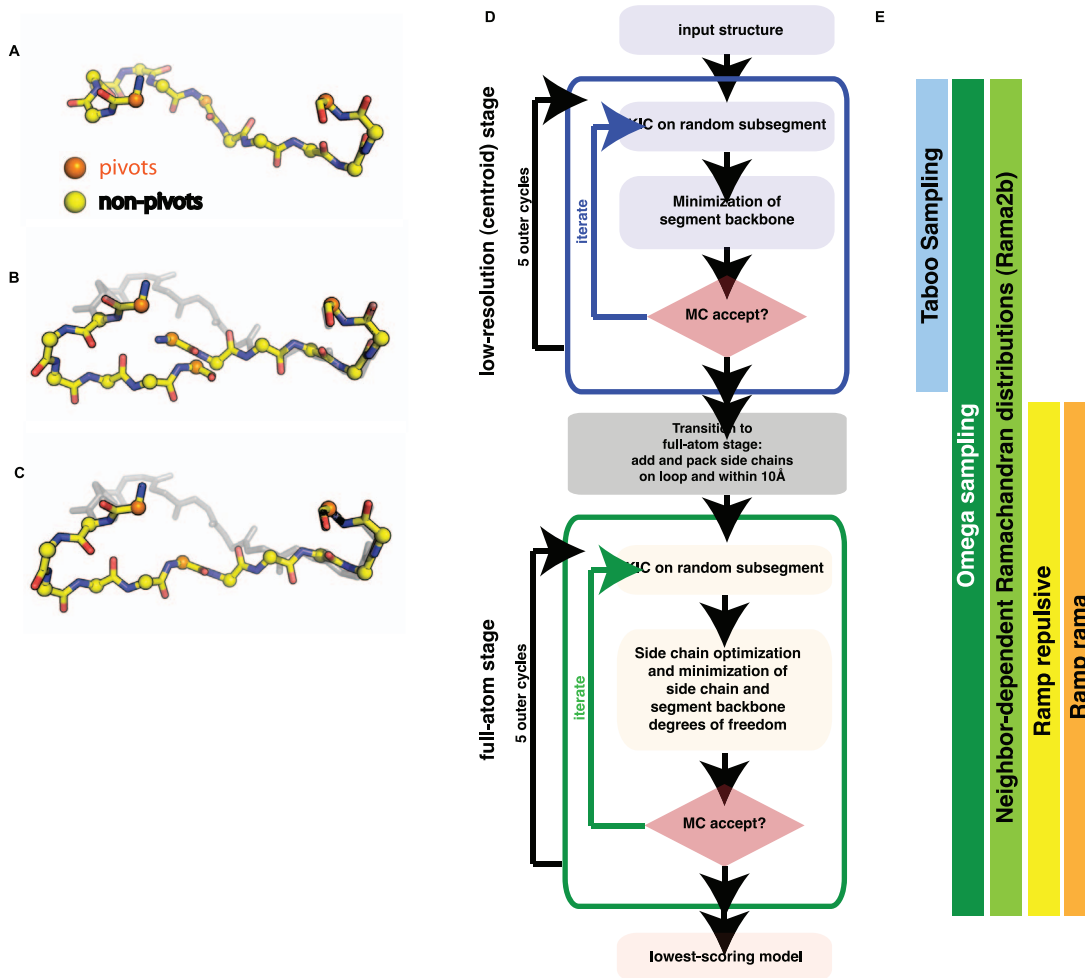 A
pivots
non-pivots
B
C
D
input structure
low-resolution (centroid) stage
5 outer cycles
iterate
KIC on random subsegment
Minimization of
segment backbone
MC accept?
Transition to
full-atom stage:
add and pack side chains
on loop and within 10Å
full-atom stage
5 outer cycles
iterate
KIC on random subsegment
Side chain optimization
and minimization of
side chain and
segment backbone
degrees of freedom
MC accept?
lowest-scoring model
E
Taboo Sampling
Omega sampling
Neighbor-dependent Ramachandran distributions (Rama2b)
Ramp repulsive
Ramp rama